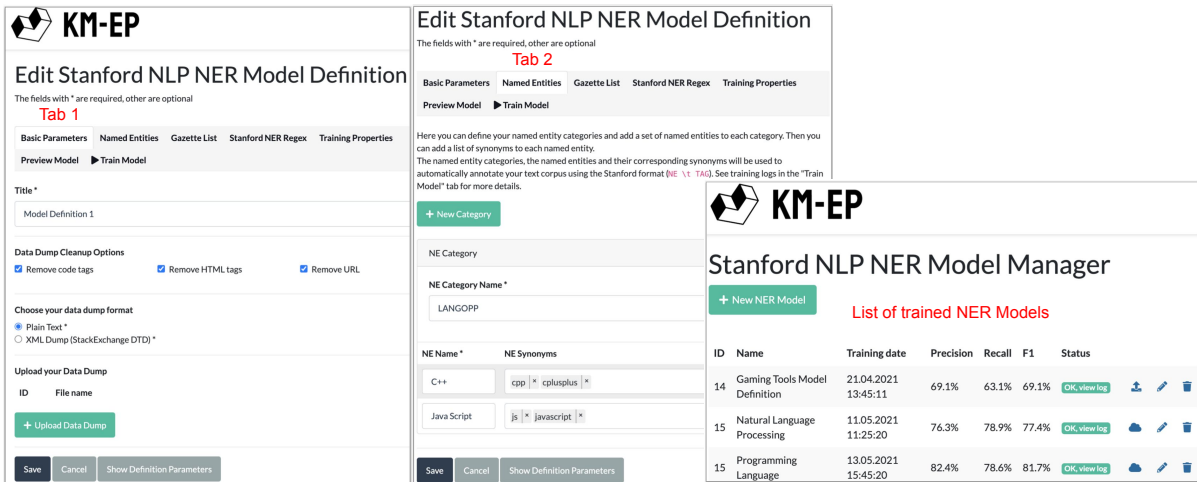 KM-EP
Edit Stanford NLP NER Model Definition
The fields with * are required, other are optional
Tab 1
Basic Parameters Named Entities Gazette List Stanford NER Regex Training Properties
Preview Model Train Model
Title *
Model Definition 1
Data Dump Cleanup Options
Remove code tags Remove HTML tags Remove URL
Choose your data dump format
Plain Text *
XML Dump (StackExchange DTD) *
Upload your Data Dump
ID File name
+ Upload Data Dump
Save Cancel Show Definition Parameters
Edit Stanford NLP NER Model Definition
The fields with * are required, other are optional
Tab 2
Basic Parameters Named Entities Gazette List Stanford NER Regex Training Properties
Preview Model Train Model
Here you can define your named entity categories and add a set of named entities to each category. Then you
can add a list of synonyms to each named entity.
The named entity categories, the named entities and their corresponding synonyms will be used to
automatically annotate your text corpus using the Stanford format (NE \t TAG). See training logs in the "Train
Model" tab for more details.
+ New Category
NE Category
NE Category Name *
LANGOPP
NE Name * NE Synonyms
C++ cpp × cplusplus ×
Java Script js × javascript ×
Save Cancel Show Definition Parameters
KM-EP
Stanford NLP NER Model Manager
+ New NER Model
List of trained NER Models
ID Name Training date Precision Recall F1 Status
14 Gaming Tools Model Definition 21.04.2021 13:45:11 69.1% 63.1% 69.1% OK, view log
15 Natural Language Processing 11.05.2021 11:25:20 76.3% 78.9% 77.4% OK, view log
15 Programming Language 13.05.2021 15:45:20 82.4% 78.6% 81.7% OK, view log